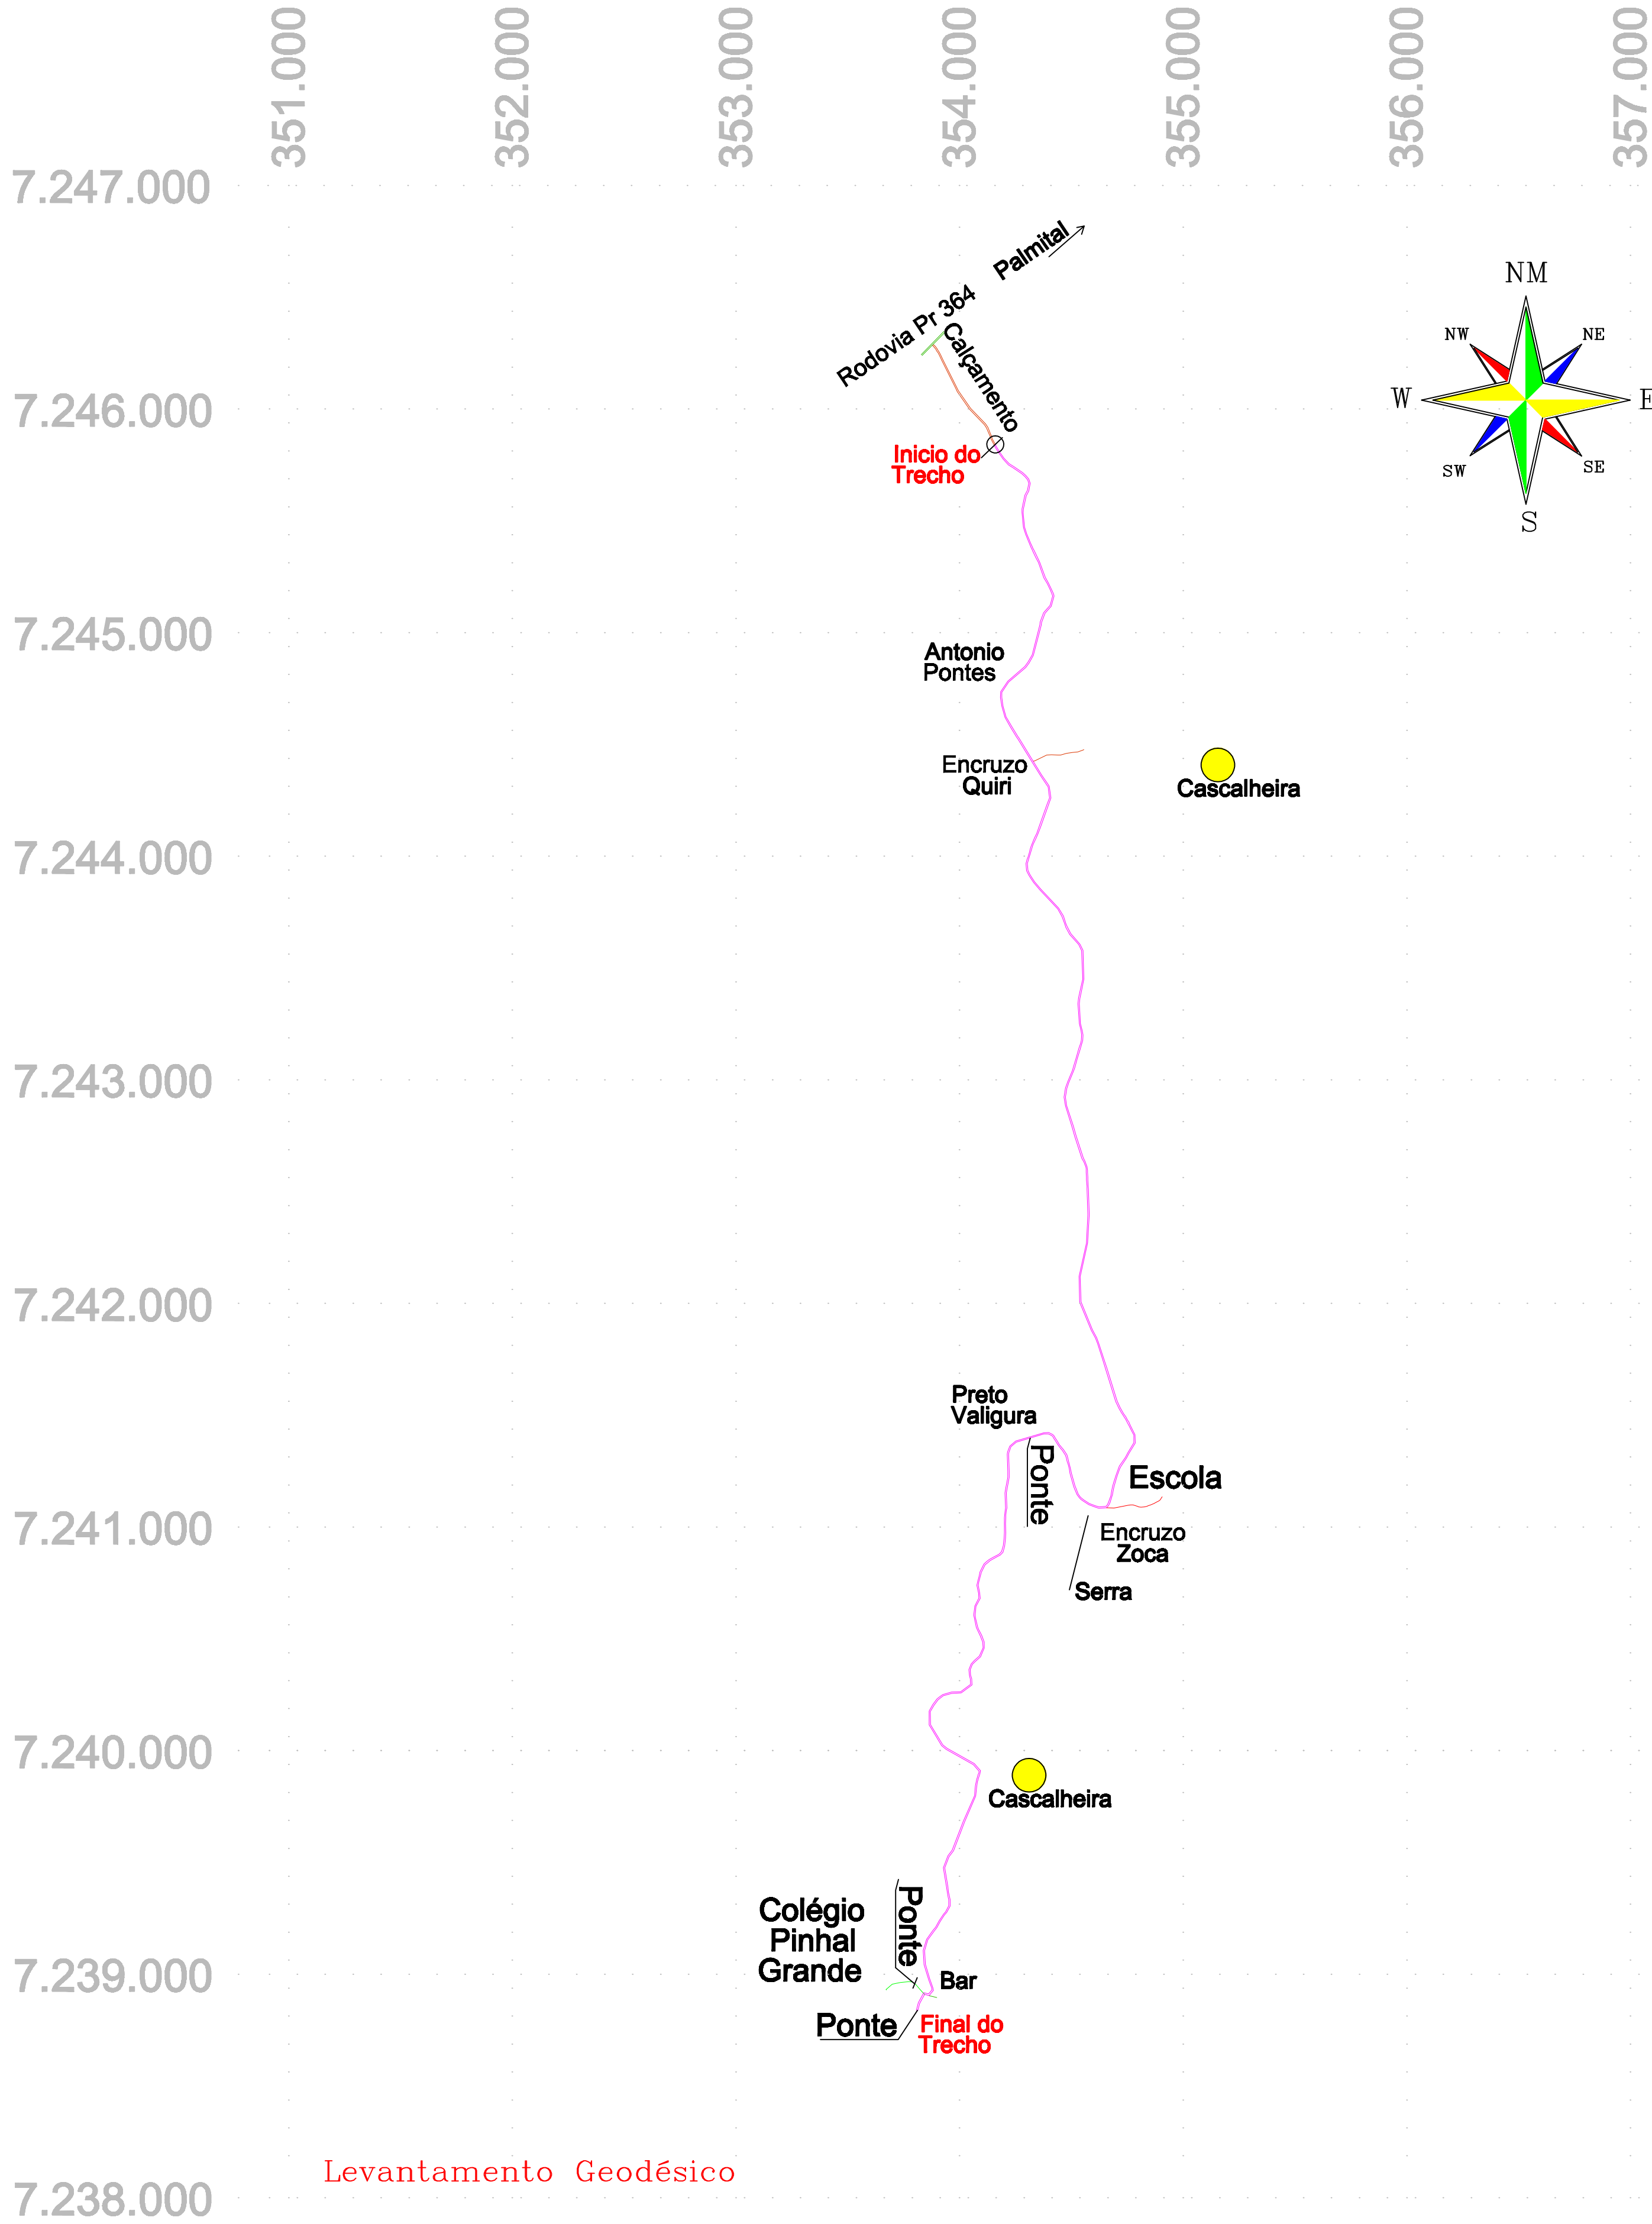 351.000
352.000
353.000
354.000
355.000
356.000
357.000
7.247.000
Palmital
NM
Rodovia Pr 364
Calçamento
NW
NE
7.246.000
W
E
Inicio do
Trecho
SW
SE
S
7.245.000
Antonio
Pontes
Encruzo
Quiri
Cascalheira
7.244.000
7.243.000
7.242.000
Preto
Valigura
Ponte
Escola
7.241.000
Encruzo
Zoca
Serra
7.240.000
Cascalheira
Ponte
Colégio
Pinhal
Grande
7.239.000
Bar
Ponte
Final do
Trecho
Levantamento Geodésico
7.238.000